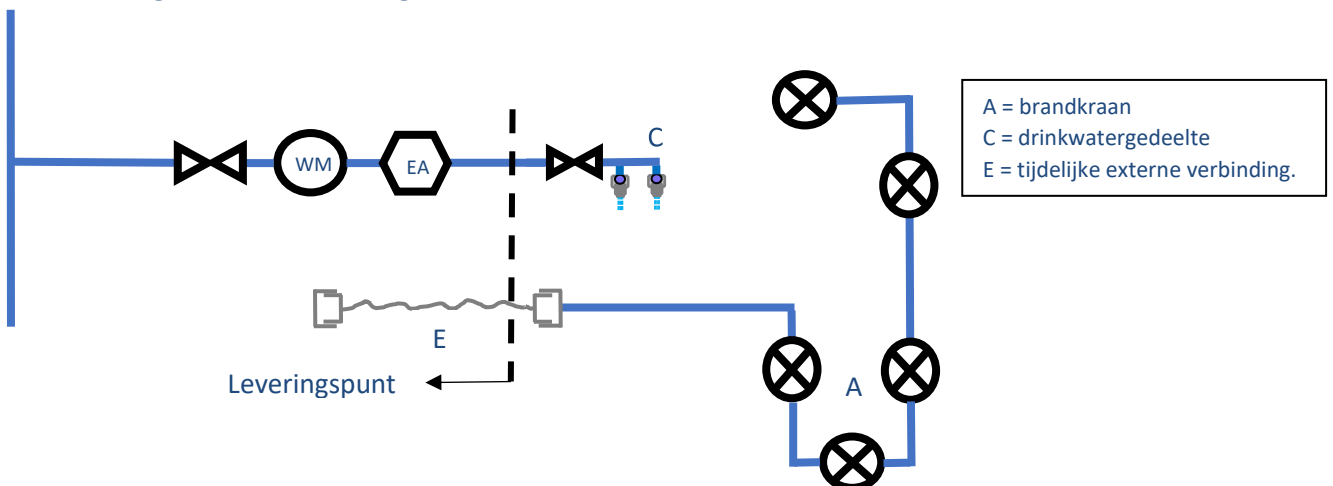 C
WM
EA
E
Leveringspunt
A
A = brandkraan
C = drinkwatergedeelte
E = tijdelijke externe verbinding.